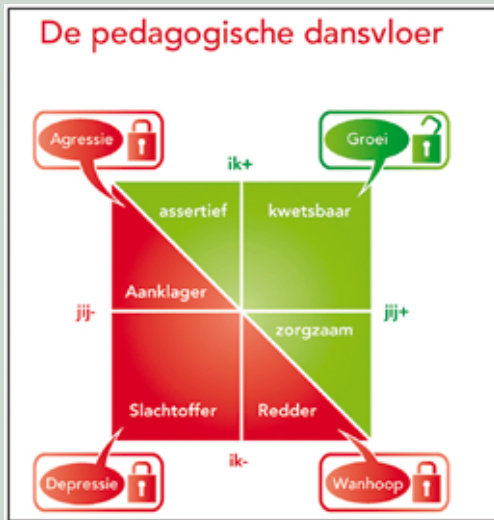 De pedagogische dansvloer
Agressie
Groei
ik+
assertief
kwetsbaar
Aanklager
jij-
jij+
zorgzaam
Slachtoffer
Redder
ik-
Depressie
Wanhoop